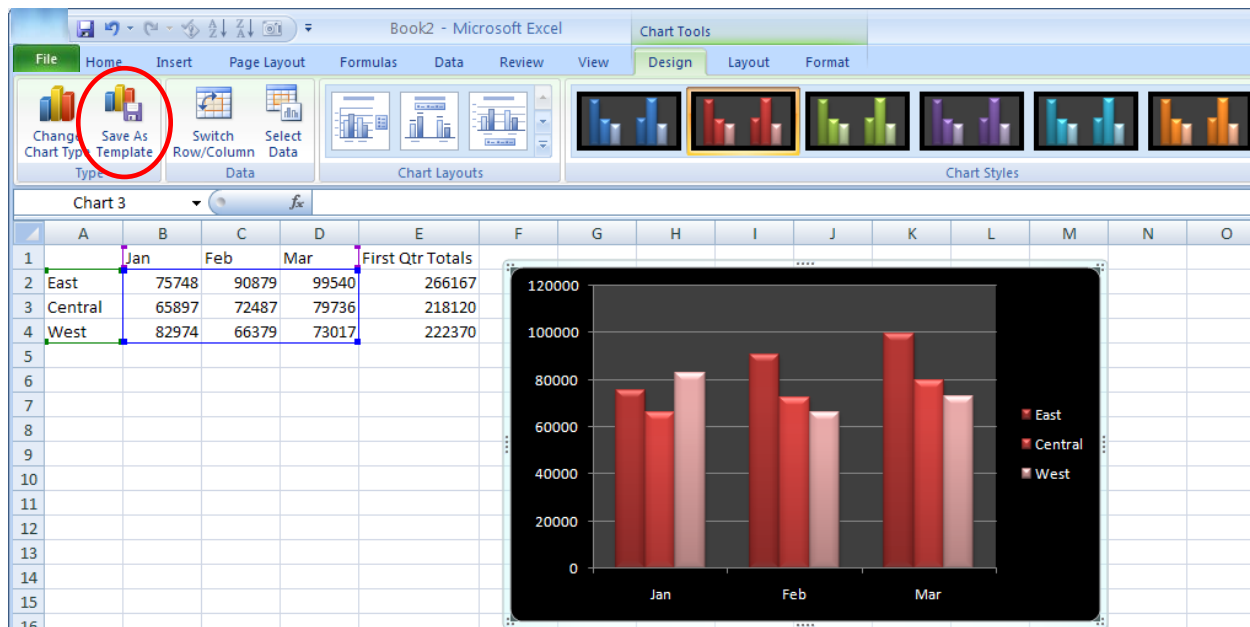 Book2 - Microsoft Excel
Chart Tools
File Home Insert Page Layout Formulas Data Review View Design Layout Format
Change Chart Type
Save As Template
Switch Row/Column
Select Data
Type
Data
Chart Layouts
Chart Styles
Chart 3
fx
A B C D E F G H I J K L M N O
1 Jan Feb Mar First Qtr Totals
2 East 75748 90879 99540 266167
3 Central 65897 72487 79736 218120
4 West 82974 66379 73017 222370
5
6
7
8
9
10
11
12
13
14
15
16
120000
100000
80000
60000
40000
20000
0
Jan Feb Mar
East
Central
West